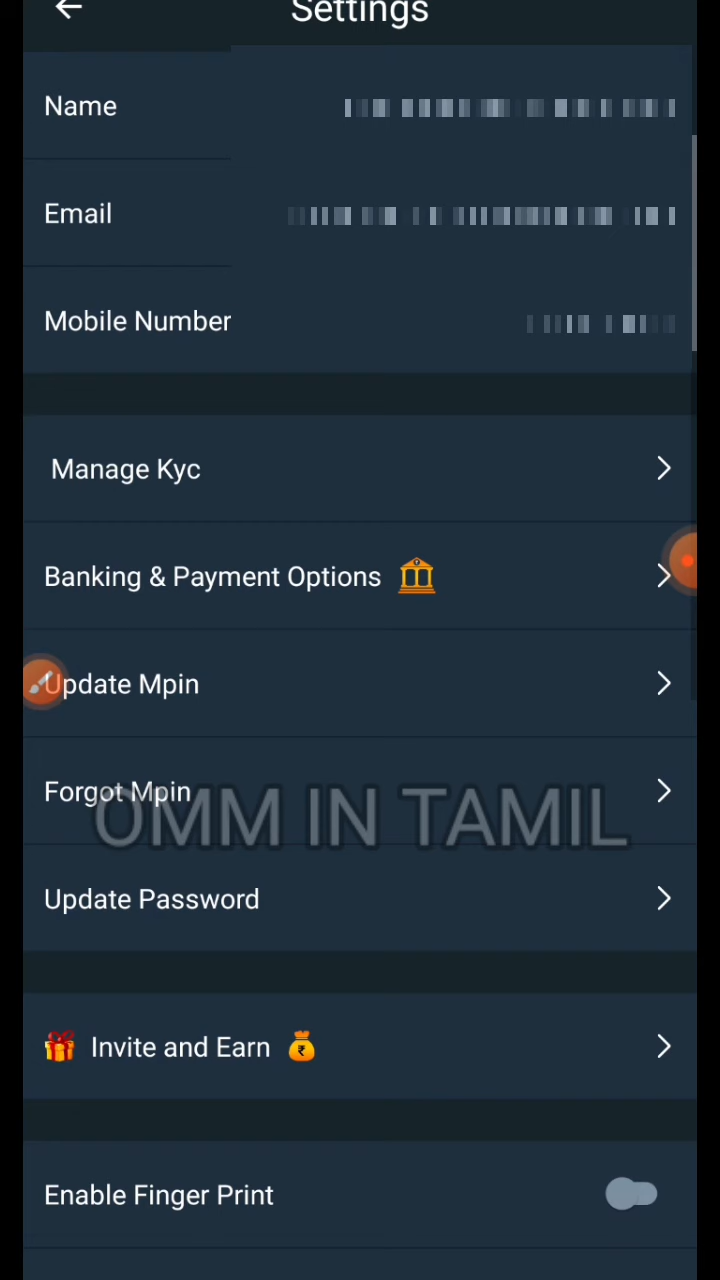 Settings
Name
Email
Mobile Number
Manage Kyc
Banking & Payment Options
Update Mpin
Forgot Mpin
OMM IN TAMIL
Update Password
Invite and Earn
Enable Finger Print